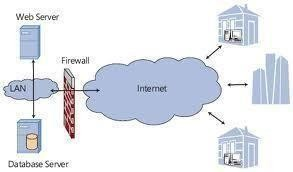 Web Server
Firewall
LAN
Internet
Database Server